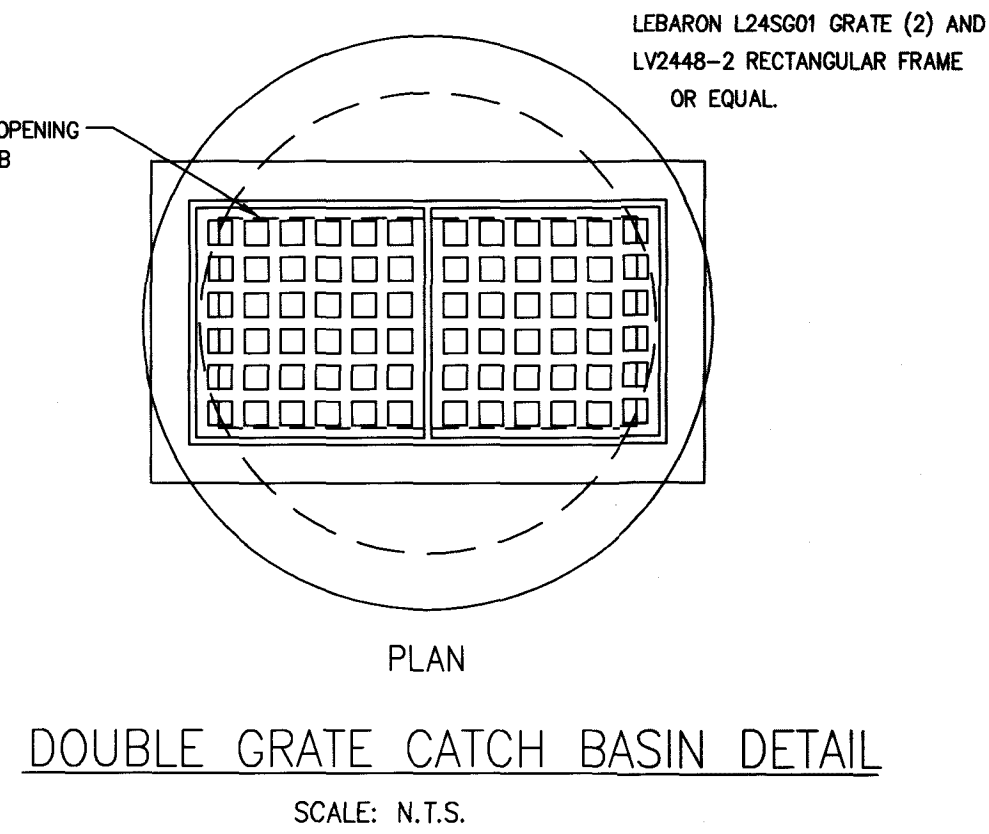 LEBARON L24SG01 GRATE (2) AND
LV2448-2 RECTANGULAR FRAME
OR EQUAL.
OPENING
B
PLAN
DOUBLE GRATE CATCH BASIN DETAIL
SCALE: N.T.S.